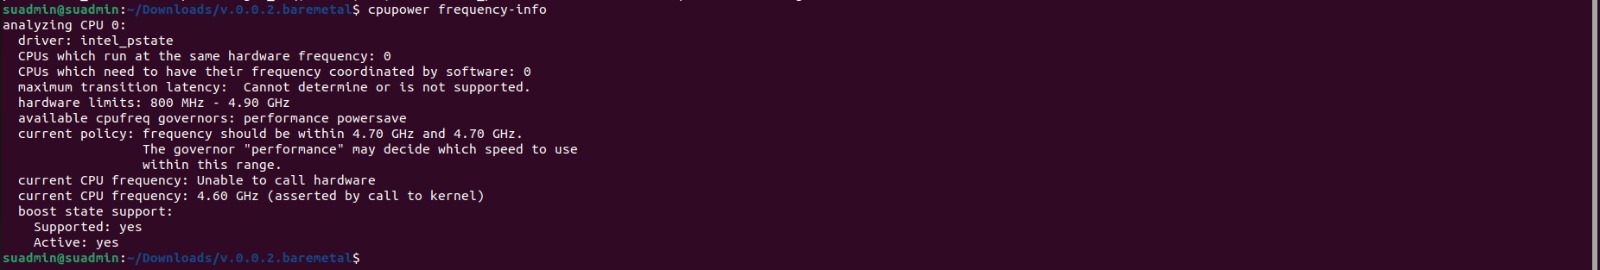 suadmin@suadmin:~/Downloads/v.0.0.2.baremetal$ cpupower frequency-info
analyzing CPU 0:
  driver: intel_pstate
  CPUs which run at the same hardware frequency: 0
  CPUs which need to have their frequency coordinated by software: 0
  maximum transition latency:  Cannot determine or is not supported.
  hardware limits: 800 MHz - 4.90 GHz
  available cpufreq governors: performance powersave
  current policy: frequency should be within 4.70 GHz and 4.70 GHz.
                  The governor "performance" may decide which speed to use
                  within this range.
  current CPU frequency: Unable to call hardware
  current CPU frequency: 4.60 GHz (asserted by call to kernel)
  boost state support:
    Supported: yes
    Active: yes
suadmin@suadmin:~/Downloads/v.0.0.2.baremetal$